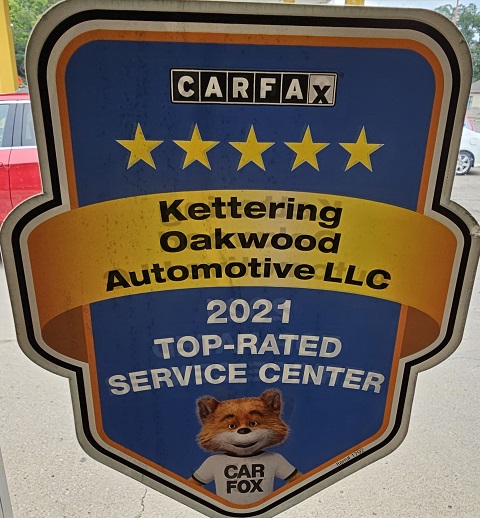 CARFAX
Kettering
Oakwood
Automotive LLC
2021
TOP-RATED
SERVICE CENTER
CAR
FOX